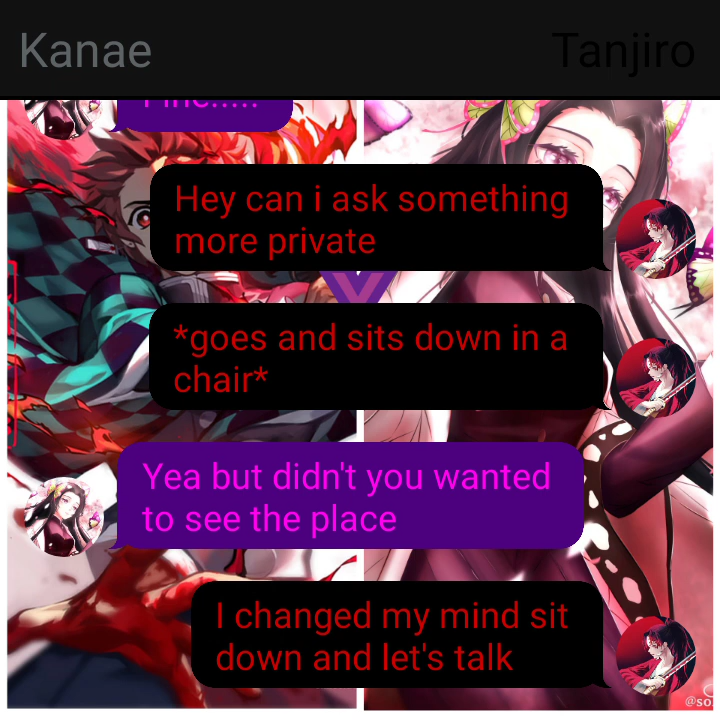 Kanae
Tanjiro
Fine.....
Hey can i ask something
more private
*goes and sits down in a
chair*
Yea but didn't you wanted
to see the place
I changed my mind sit
down and let's talk